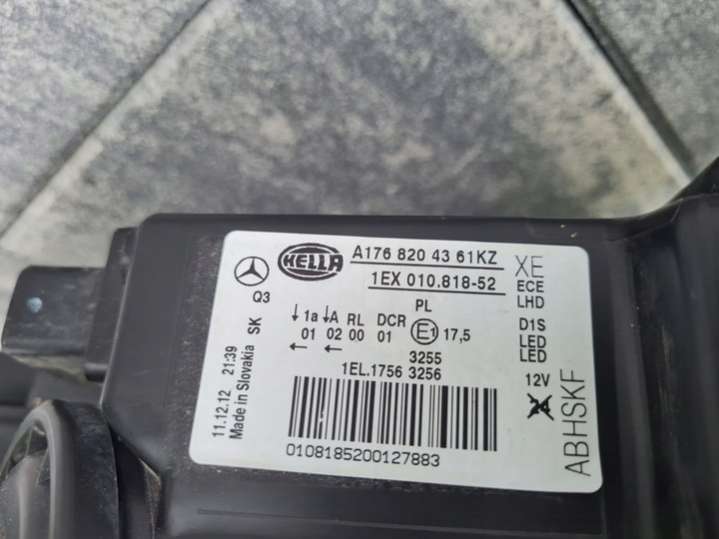 HELLA
A176 820 43 61KZ
1EX 010.818-52
XE
ECE
LHD
Q3
PL
↓1a ↓A RL DCR
01 02 00 01
E1 17,5
← ←
D1S
LED
LED
3255
1EL.1756 3256
12V
24
SK
11.12.12 21:39
Made in Slovakia
0108185200127883
ABHSKF